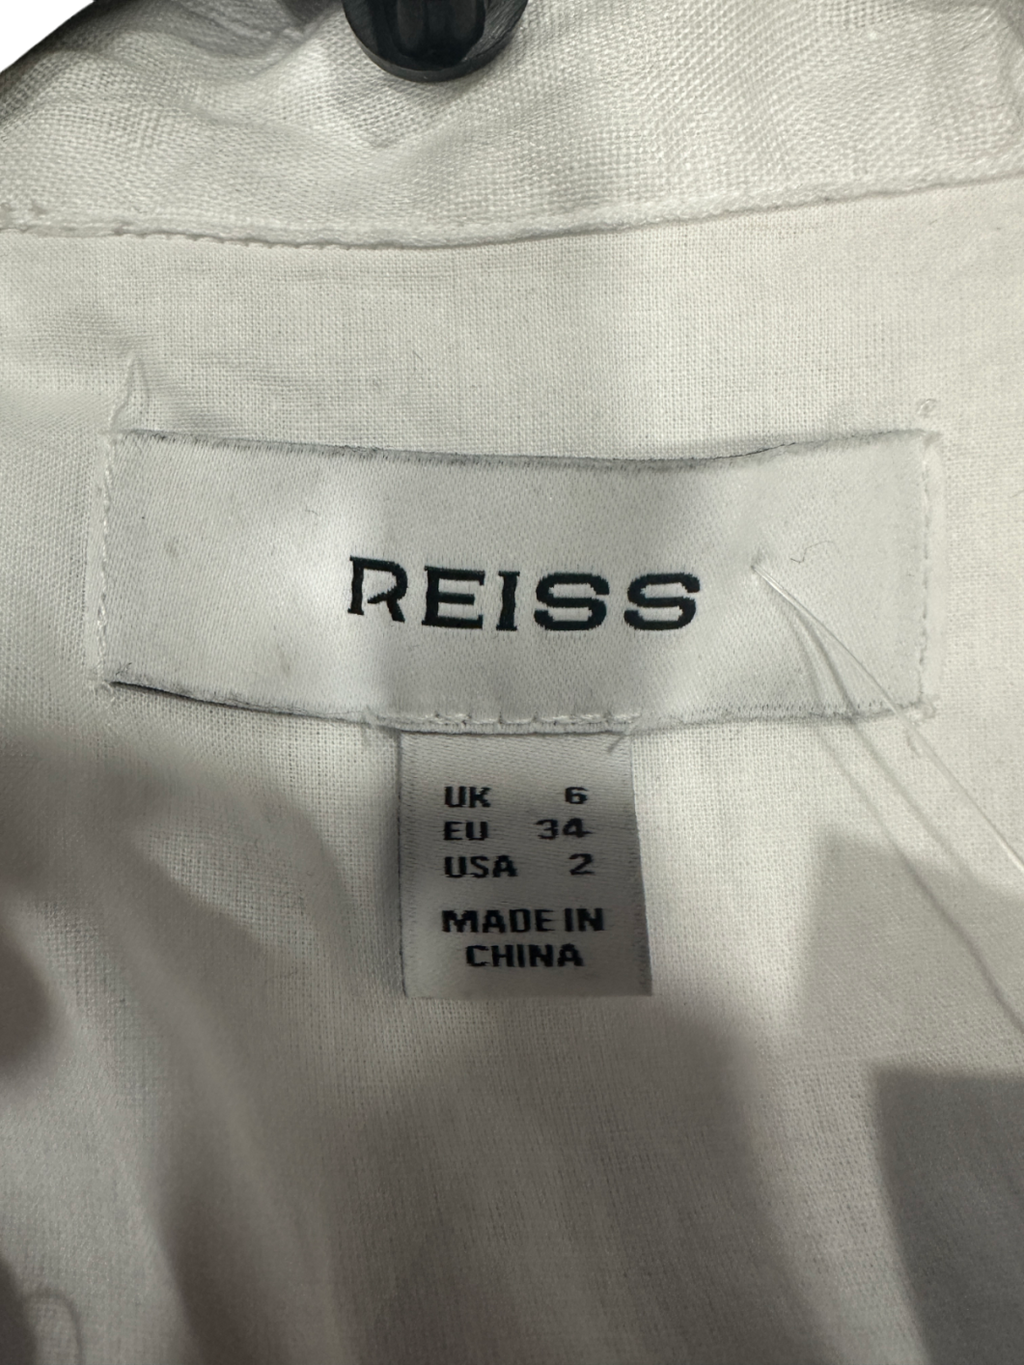 REISS
UK 6
EU 34
USA 2
MADE IN
CHINA